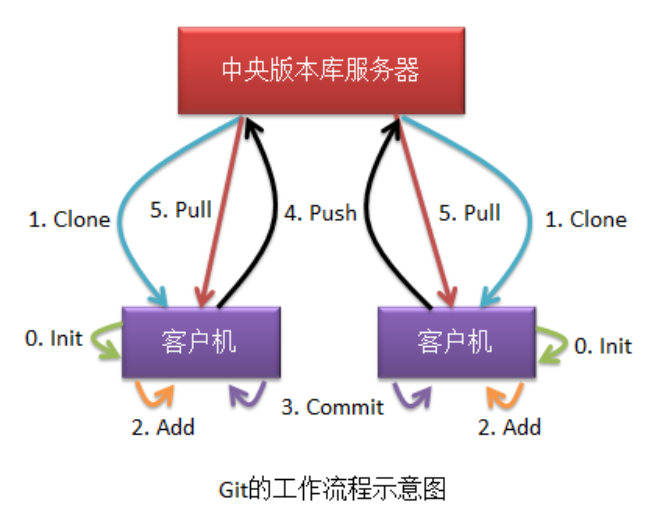 中央版本库服务器
1. Clone
5. Pull
4. Push
5. Pull
1. Clone
0. Init
客户机
客户机
0. Init
2. Add
3. Commit
2. Add
Git的工作流程示意图